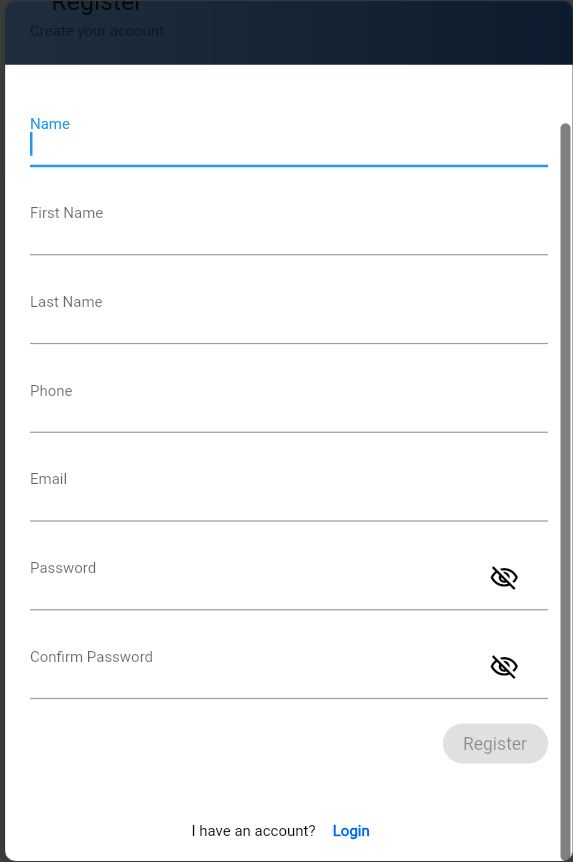 Register
Create your account
Name
First Name
Last Name
Phone
Email
Password
Confirm Password
Register
I have an account? Login